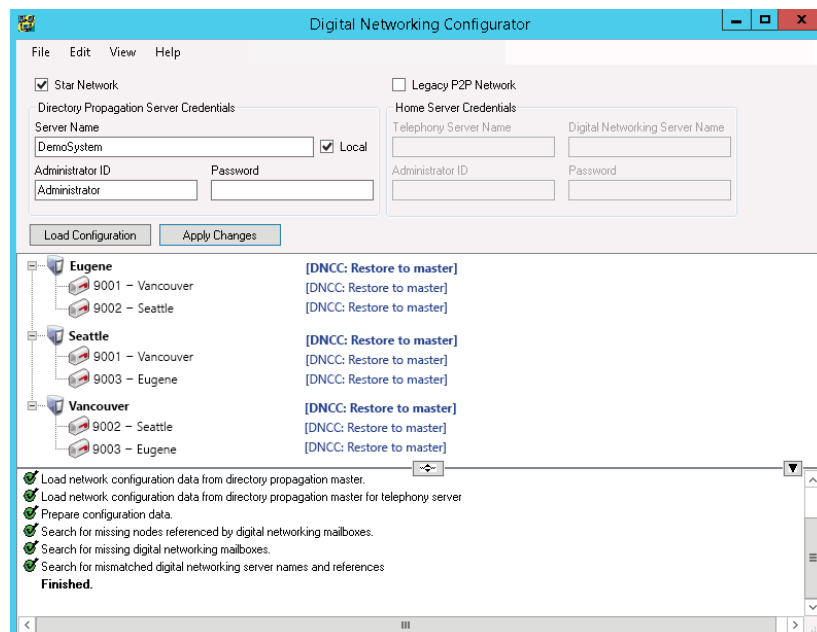 Digital Networking Configurator
File Edit View Help
Star Network Legacy P2P Network
Directory Propagation Server Credentials Home Server Credentials
Server Name Telephony Server Name Digital Networking Server Name
DemoSystem Local
Administrator ID Password Administrator ID Password
Administrator
Load Configuration Apply Changes
Eugene [DNCC: Restore to master]
9001 – Vancouver [DNCC: Restore to master]
9002 – Seattle [DNCC: Restore to master]
Seattle [DNCC: Restore to master]
9001 – Vancouver [DNCC: Restore to master]
9003 – Eugene [DNCC: Restore to master]
Vancouver [DNCC: Restore to master]
9002 – Seattle [DNCC: Restore to master]
9003 – Eugene [DNCC: Restore to master]
Load network configuration data from directory propagation master.
Load network configuration data from directory propagation master for telephony server
Prepare configuration data.
Search for missing nodes referenced by digital networking mailboxes.
Search for missing digital networking mailboxes.
Search for mismatched digital networking server names and references
Finished.